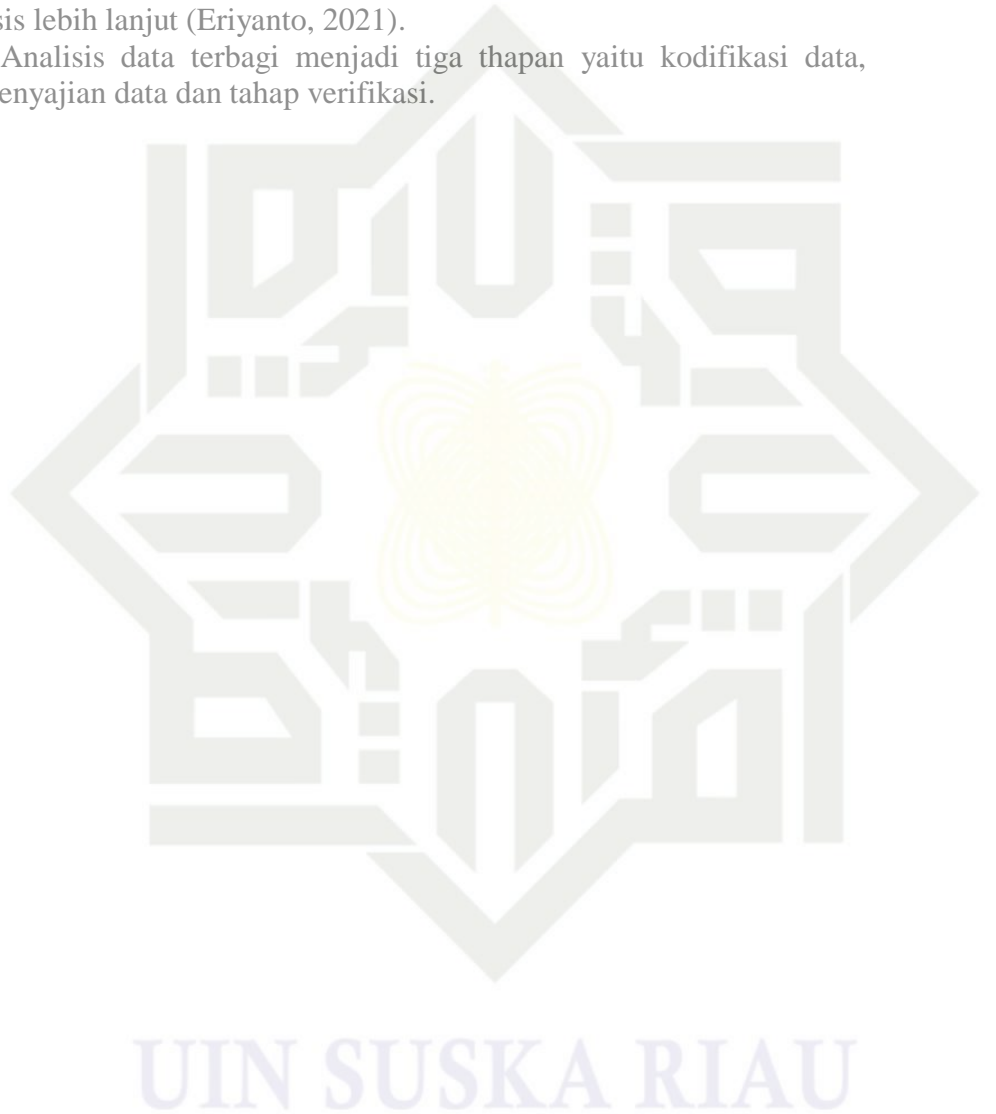 sis lebih lanjut (Eriyanto, 2021).
Analisis data terbagi menjadi tiga thapan yaitu kodifikasi data,
enyajian data dan tahap verifikasi.
UIN SUSKA RIAU